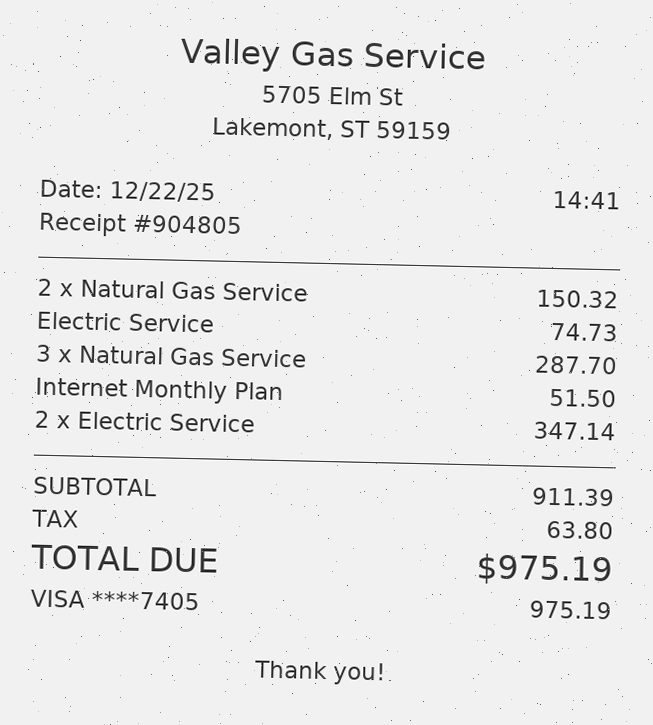 Valley Gas Service
5705 Elm St
Lakemont, ST 59159
Date: 12/22/25 14:41
Receipt #904805
2 x Natural Gas Service 150.32
Electric Service 74.73
3 x Natural Gas Service 287.70
Internet Monthly Plan 51.50
2 x Electric Service 347.14
SUBTOTAL 911.39
TAX 63.80
TOTAL DUE $975.19
VISA ****7405 975.19
Thank you!